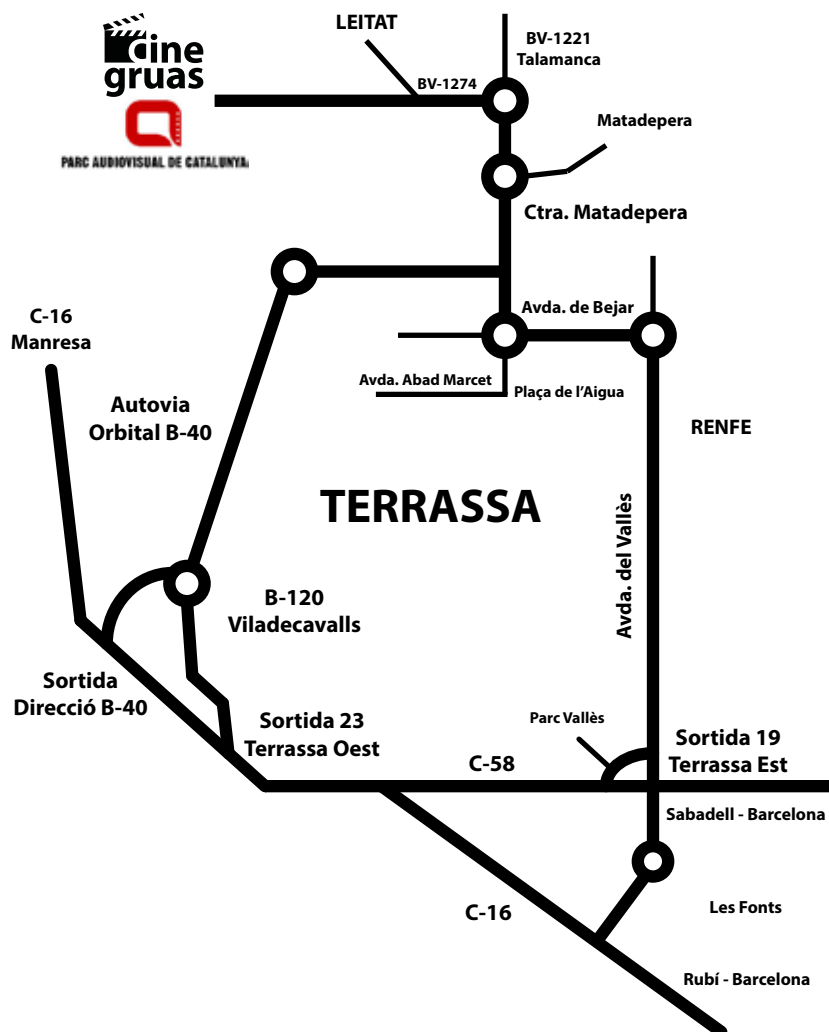 cine
gruas
PARC AUDIOVISUAL DE CATALUNYA
LEITAT
BV-1221
Talamanca
BV-1274
Matadepera
Ctra. Matadepera
C-16
Manresa
Avda. de Bejar
Avda. Abad Marcet
Plaça de l'Aigua
Autovia
Orbital B-40
RENFE
TERRASSA
Avda. del Vallès
B-120
Viladecavalls
Sortida
Direcció B-40
Sortida 23
Terrassa Oest
Parc Vallès
Sortida 19
Terrassa Est
C-58
Sabadell - Barcelona
C-16
Les Fonts
Rubí - Barcelona